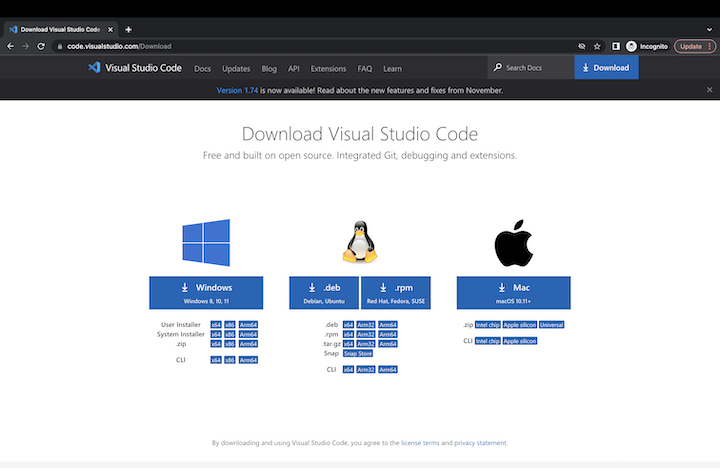 Download Visual Studio Code
code.visualstudio.com/Download
Incognito
Update
Visual Studio Code
Docs
Updates
Blog
API
Extensions
FAQ
Learn
Search Docs
Download
Version 1.74 is now available! Read about the new features and fixes from November.
Download Visual Studio Code
Free and built on open source. Integrated Git, debugging and extensions.
Windows
Windows 8, 10, 11
User Installer x64 x86 Arm64
System Installer x64 x86 Arm64
.zip x64 x86 Arm64
CLI x64 x86 Arm64
.deb
Debian, Ubuntu
.rpm
Red Hat, Fedora, SUSE
.deb x64 Arm32 Arm64
.rpm x64 Arm32 Arm64
.tar.gz x64 Arm32 Arm64
Snap Snap Store
CLI x64 Arm32 Arm64
Mac
macOS 10.11+
.zip Intel chip Apple silicon Universal
CLI Intel chip Apple silicon
By downloading and using Visual Studio Code, you agree to the license terms and privacy statement.